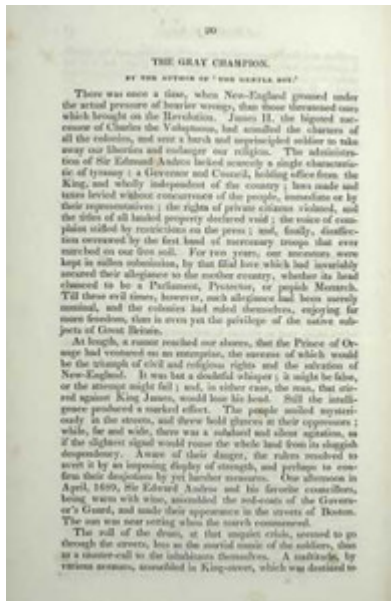 20
THE GRAY CHAMPION.
BY THE AUTHOR OF 'THE GENTLE BOY.'
There was once a time, when New-England groaned under
the actual pressure of heavier wrongs, than those threatened ones
which brought on the Revolution. James II. the bigoted suc-
cessor of Charles the Voluptuous, had annulled the charters of
all the colonies, and sent a harsh and unprincipled soldier to take
away our liberties and endanger our religion. The administra-
tion of Sir Edmund Andros lacked scarcely a single characteris-
tic of tyranny: a Governor and Council, holding office from the
King, and wholly independent of the country; laws made and
taxes levied without concurrence of the people, immediate or by
their representatives; the rights of private citizens violated, and
the titles of all landed property declared void; the voice of com-
plaint stifled by restrictions on the press; and, finally, disaffec-
tion overawed by the first band of mercenary troops that ever
marched on our free soil. For two years, our ancestors were
kept in sullen submission, by that filial love which had invariably
secured their allegiance to the mother country, whether its head
chanced to be a Parliament, Protector, or popish Monarch.
Till these evil times, however, such allegiance had been merely
nominal, and the colonies had ruled themselves, enjoying far
more freedom, than is even yet the privilege of the native sub-
jects of Great Britain.
At length, a rumor reached our shores, that the Prince of Or-
ange had ventured on an enterprise, the success of which would
be the triumph of civil and religious rights and the salvation of
New-England. It was but a doubtful whisper; it might be false,
or the attempt might fail; and, in either case, the man, that stir-
red against King James, would lose his head. Still the intelli-
gence produced a marked effect. The people smiled mysteri-
ously in the streets, and threw bold glances at their oppressors;
while, far and wide, there was a subdued and silent agitation, as
if the slightest signal would rouse the whole land from its sluggish
despondency. Aware of their danger, the rulers resolved to
avert it by an imposing display of strength, and perhaps to con-
firm their despotism by yet harsher measures. One afternoon in
April, 1689, Sir Edward Andros and his favorite councillors,
being warm with wine, assembled the red-coats of the Govern-
or's Guard, and made their appearance in the streets of Boston.
The sun was near setting when the march commenced.
The roll of the drum, at that unquiet crisis, seemed to go
through the streets, less as the martial music of the soldiers, than
as a muster-call to the inhabitants themselves. A multitude, by
various avenues, assembled in King-street, which was destined to